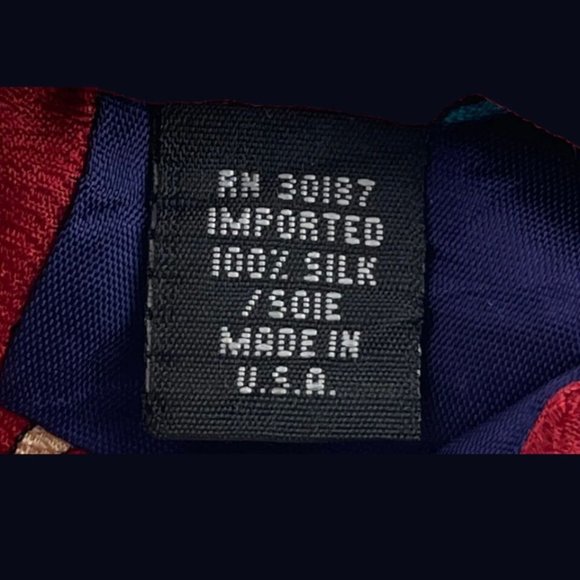 RN 30187
IMPORTED
100% SILK
/SOIE
MADE IN
U.S.A.